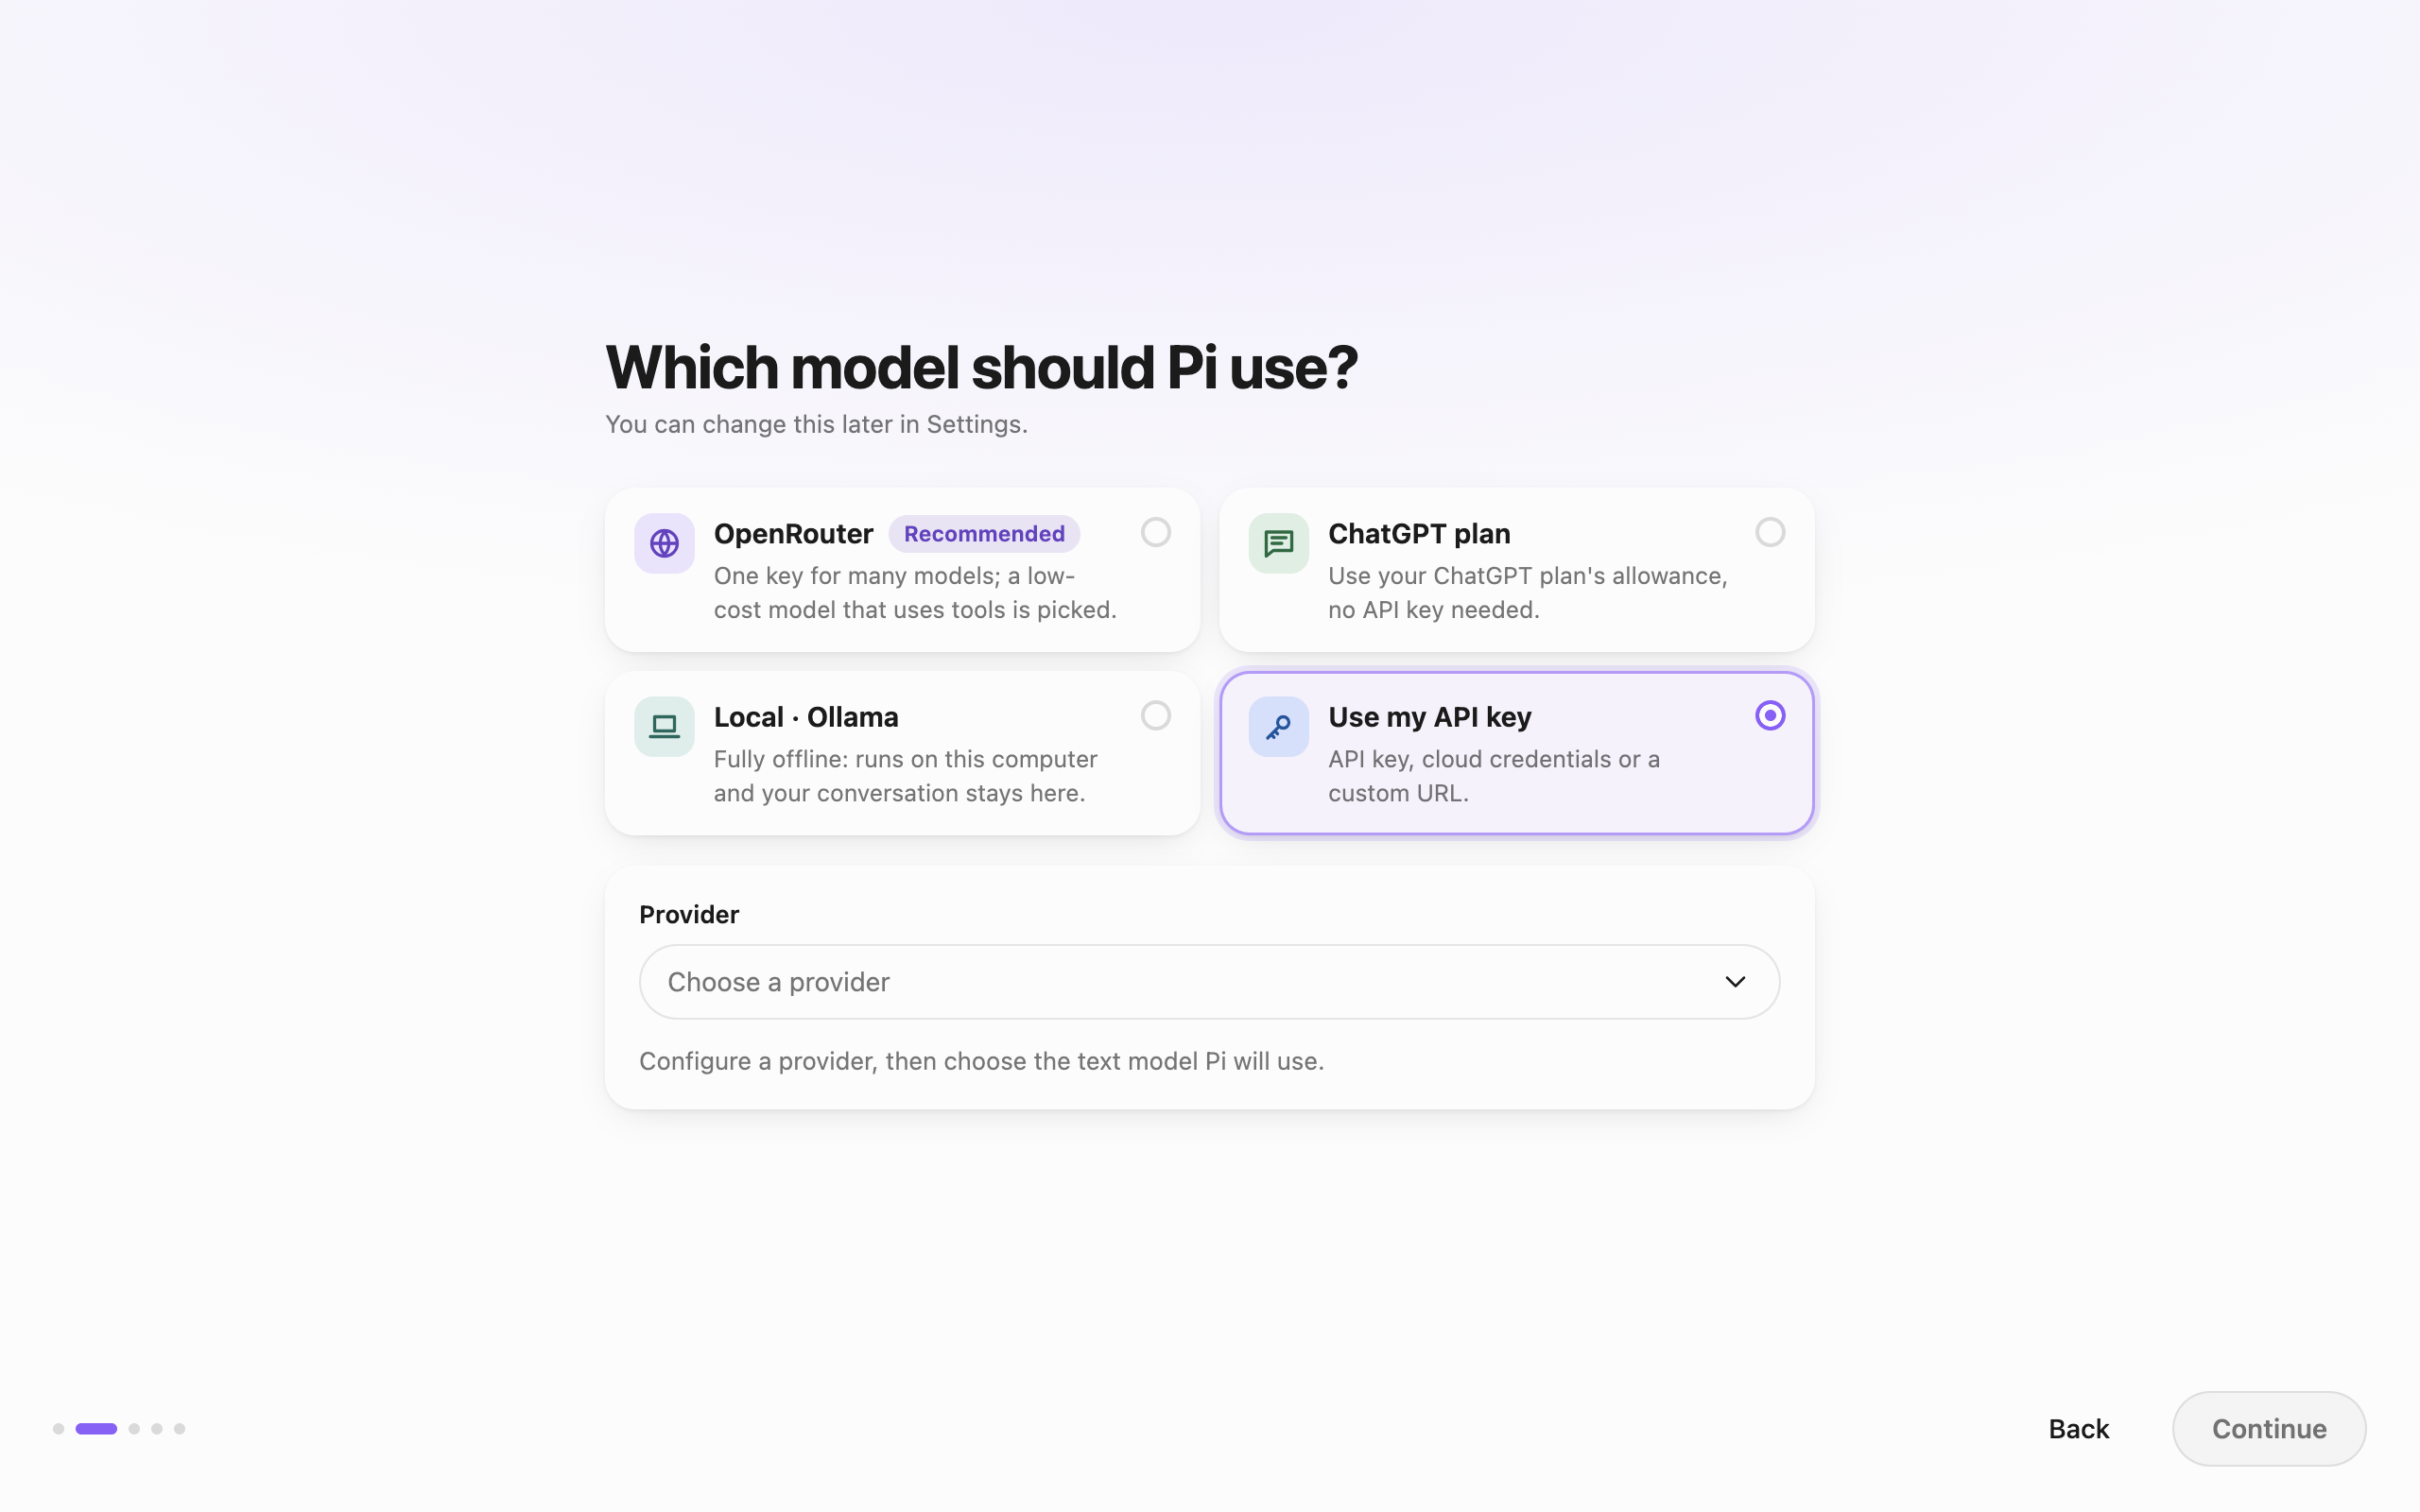 Which model should Pi use?
You can change this later in Settings.
OpenRouter Recommended
One key for many models; a low-
cost model that uses tools is picked.
ChatGPT plan
Use your ChatGPT plan's allowance,
no API key needed.
Local · Ollama
Fully offline: runs on this computer
and your conversation stays here.
Use my API key
API key, cloud credentials or a
custom URL.
Provider
Choose a provider
Configure a provider, then choose the text model Pi will use.
Back
Continue